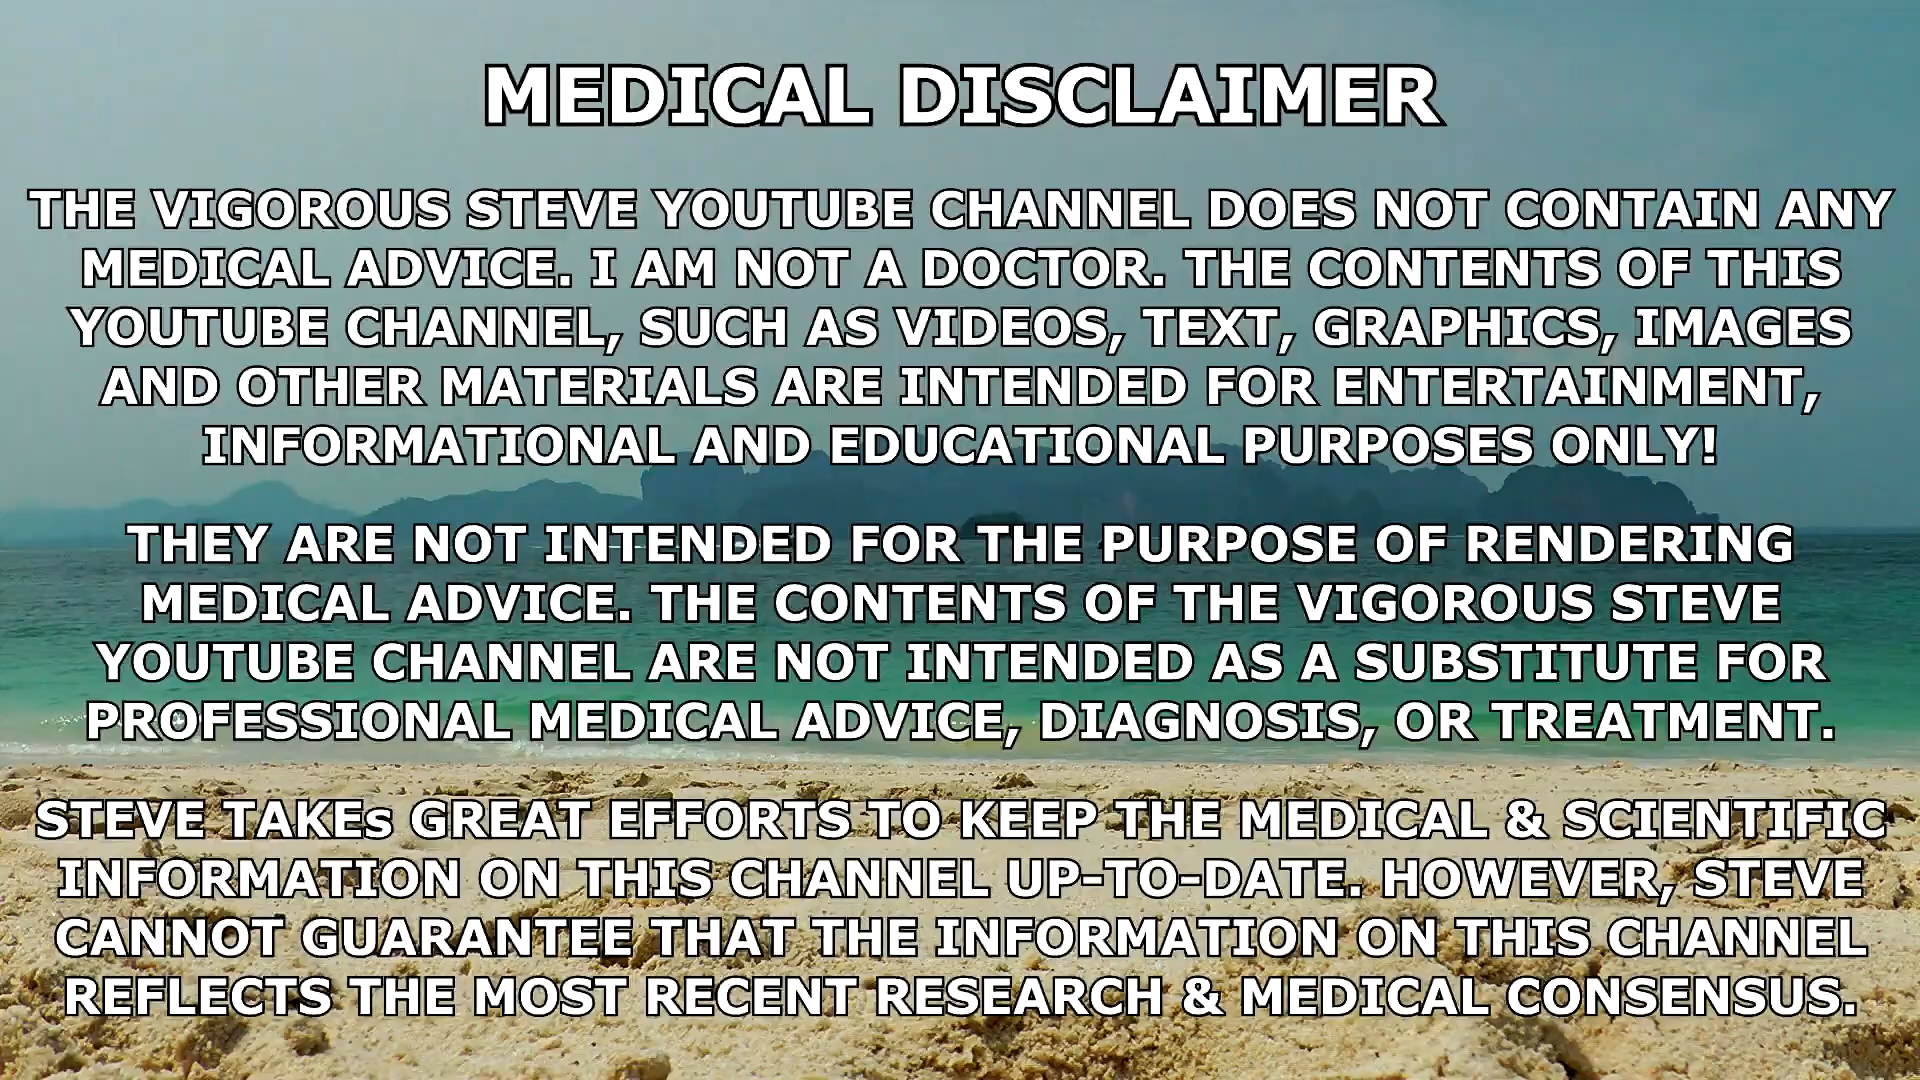 MEDICAL DISCLAIMER
THE VIGOROUS STEVE YOUTUBE CHANNEL DOES NOT CONTAIN ANY
MEDICAL ADVICE. I AM NOT A DOCTOR. THE CONTENTS OF THIS
YOUTUBE CHANNEL, SUCH AS VIDEOS, TEXT, GRAPHICS, IMAGES
AND OTHER MATERIALS ARE INTENDED FOR ENTERTAINMENT,
INFORMATIONAL AND EDUCATIONAL PURPOSES ONLY!
THEY ARE NOT INTENDED FOR THE PURPOSE OF RENDERING
MEDICAL ADVICE. THE CONTENTS OF THE VIGOROUS STEVE
YOUTUBE CHANNEL ARE NOT INTENDED AS A SUBSTITUTE FOR
PROFESSIONAL MEDICAL ADVICE, DIAGNOSIS, OR TREATMENT.
STEVE TAKEs GREAT EFFORTS TO KEEP THE MEDICAL & SCIENTIFIC
INFORMATION ON THIS CHANNEL UP-TO-DATE. HOWEVER, STEVE
CANNOT GUARANTEE THAT THE INFORMATION ON THIS CHANNEL
REFLECTS THE MOST RECENT RESEARCH & MEDICAL CONSENSUS.